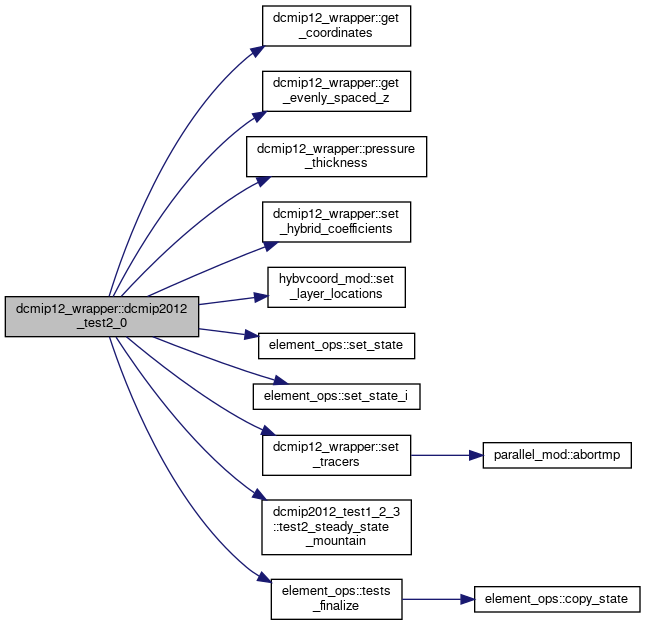 dcmip12_wrapper::dcmip2012
_test2_0
dcmip12_wrapper::get
_coordinates
dcmip12_wrapper::get
_evenly_spaced_z
dcmip12_wrapper::pressure
_thickness
dcmip12_wrapper::set
_hybrid_coefficients
hybvcoord_mod::set
_layer_locations
element_ops::set_state
element_ops::set_state_i
dcmip12_wrapper::set
_tracers
parallel_mod::abortmp
dcmip2012_test1_2_3
::test2_steady_state
_mountain
element_ops::tests
_finalize
element_ops::copy_state